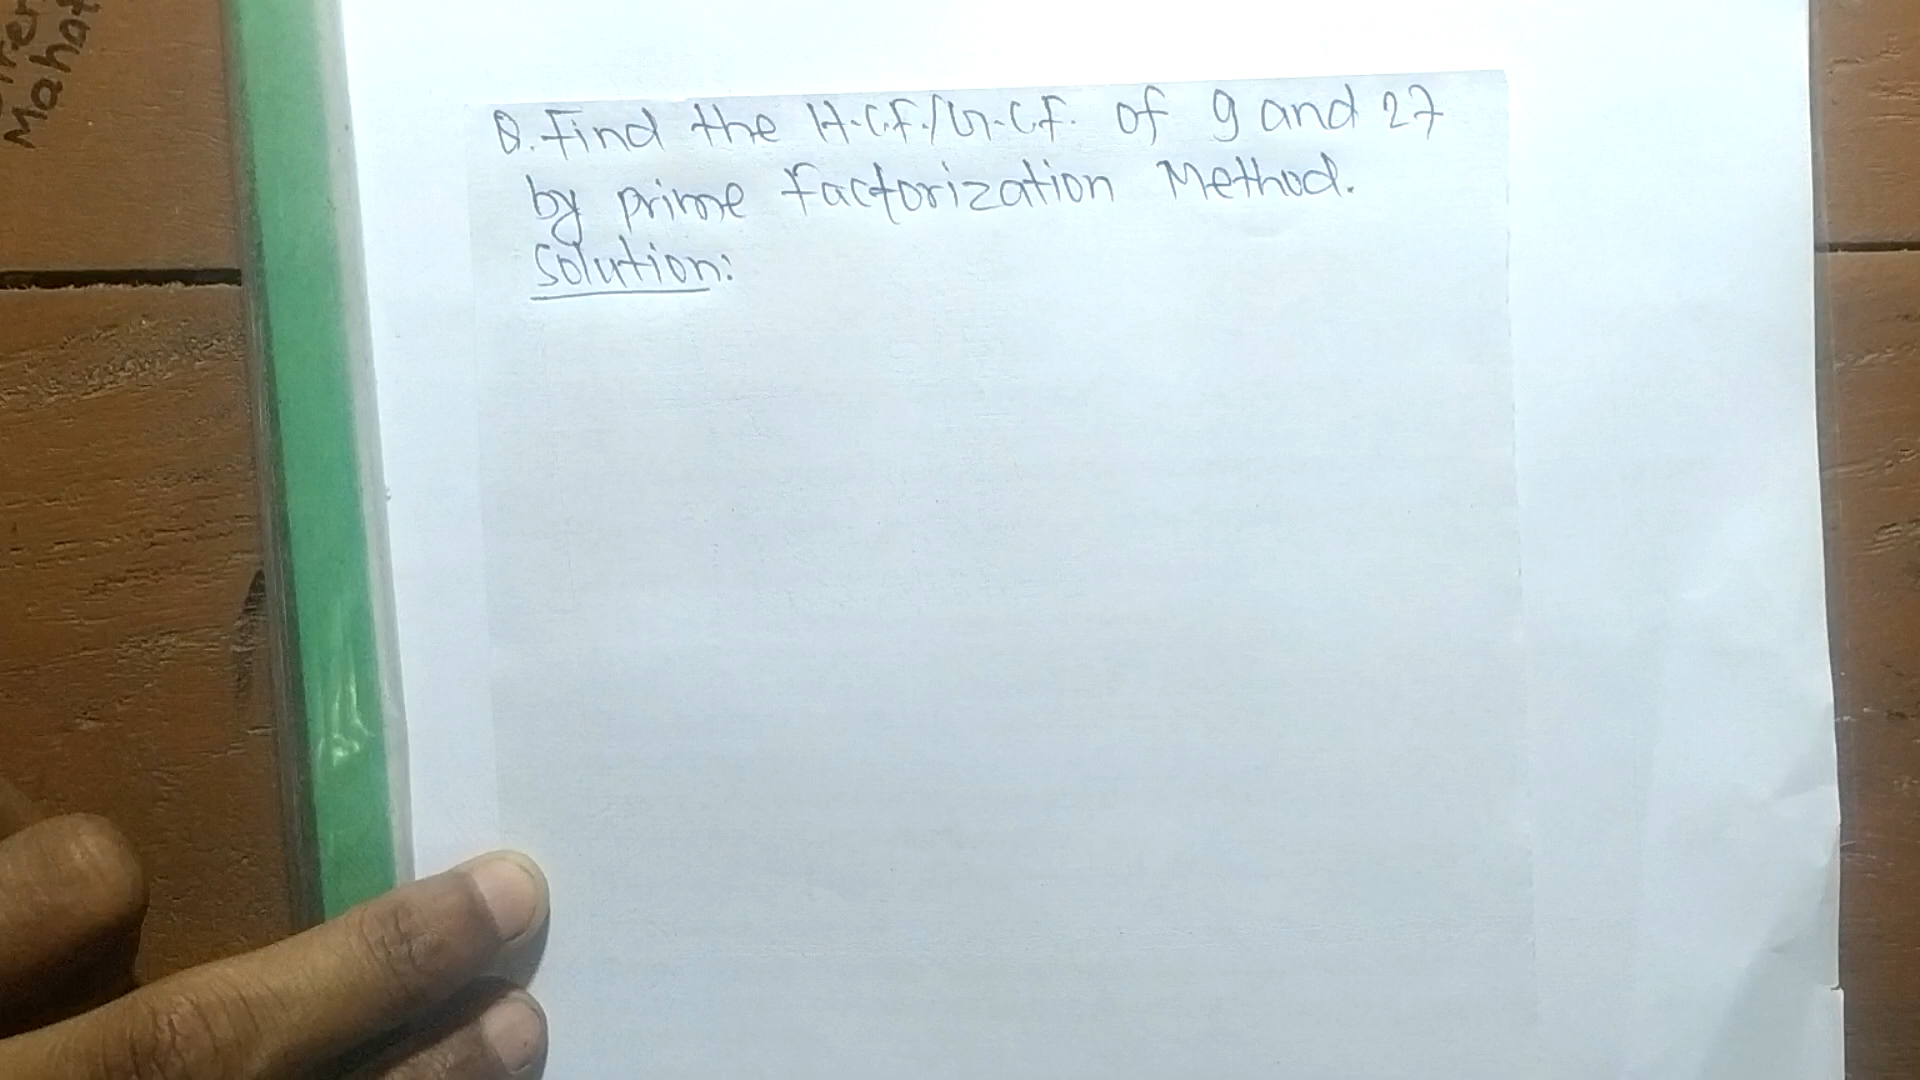 Q. Find the H.C.F./G.C.F. of 9 and 27
by prime factorization Method.
Solution: